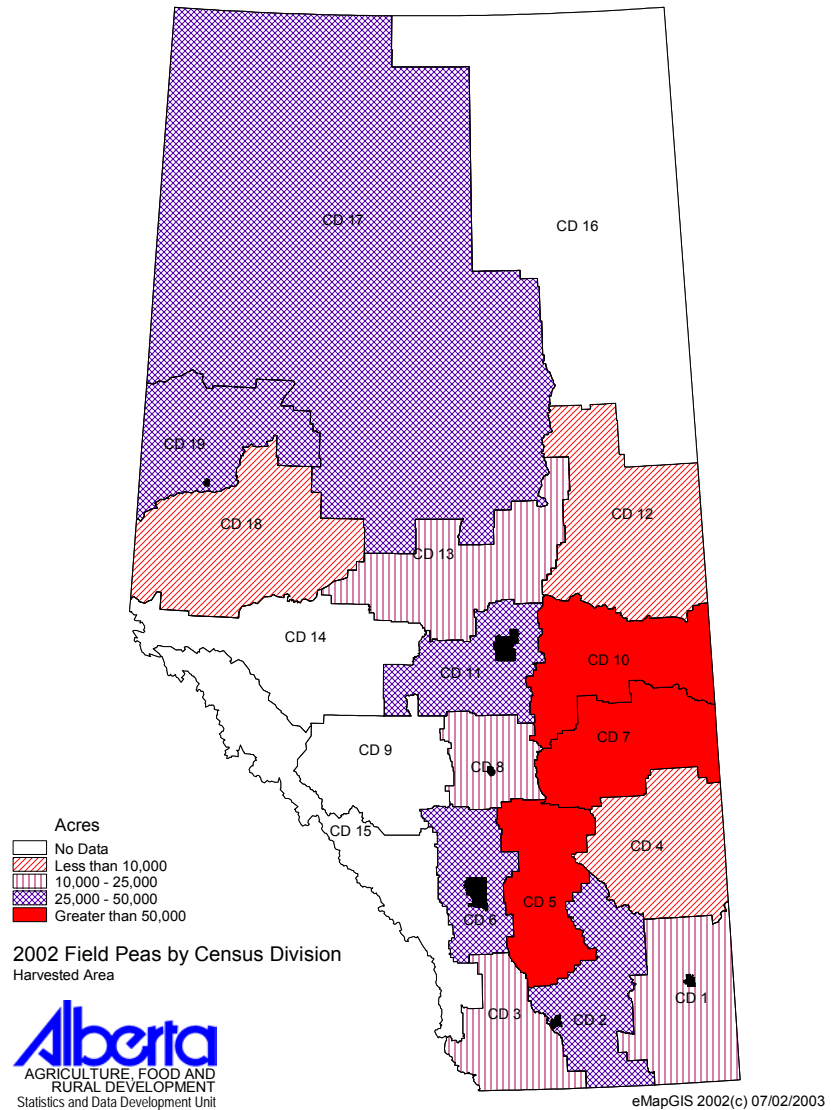 CD 17
CD 16
CD 19
CD 18
CD 12
CD 13
CD 14
CD 10
CD 11
CD 7
CD 9
CD 8
CD 15
CD 4
CD 5
CD 6
CD 1
CD 3
CD 2
Acres
No Data
Less than 10,000
10,000 - 25,000
25,000 - 50,000
Greater than 50,000
2002 Field Peas by Census Division
Harvested Area
Alberta
AGRICULTURE, FOOD AND
RURAL DEVELOPMENT
Statistics and Data Development Unit
eMapGIS 2002(c) 07/02/2003